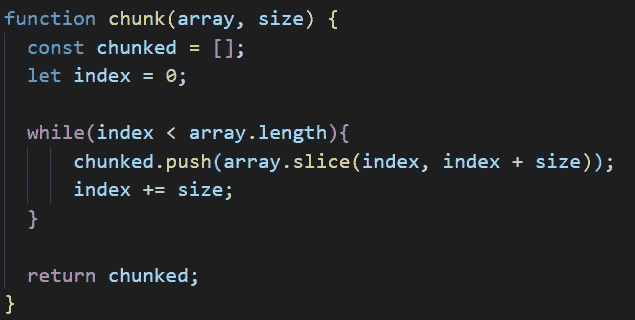 function chunk(array, size) {
  const chunked = [];
  let index = 0;

  while(index < array.length){
      chunked.push(array.slice(index, index + size));
      index += size;
  }

  return chunked;
}